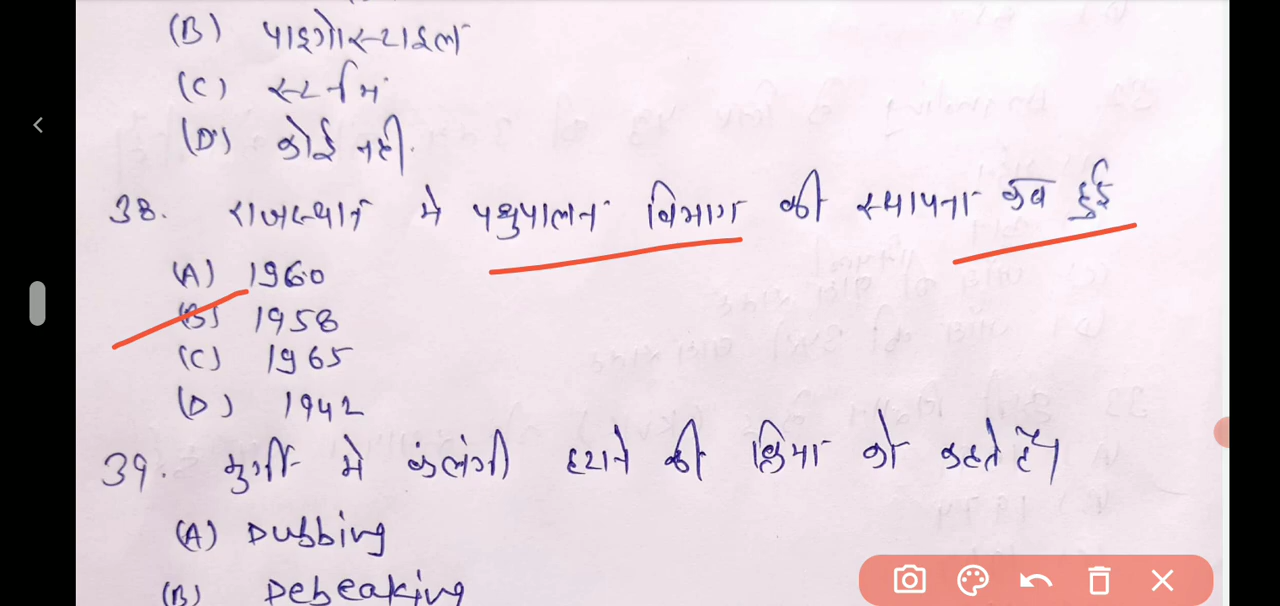 (B) पाइगोस्टाइल
(C) स्टर्नम
(D) कोई नही.
38. राजस्थान मे पशुपालन विभाग की स्थापना कब हुई
(A) 1960
(B) 1958
(C) 1965
(D) 1942
39. मुर्गी मे कलंगी हटाने की क्रिया को कहते हैं।
(A) Dubbing
(B) Debeaking